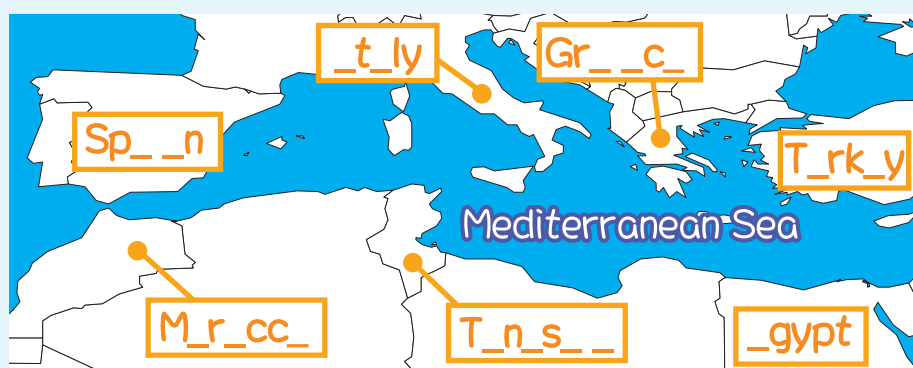 _t_ly
Gr_ _c_
Sp_ _n
T_rk_y
Mediterranean Sea
M_r_cc_
T_n_s_ _
_gypt